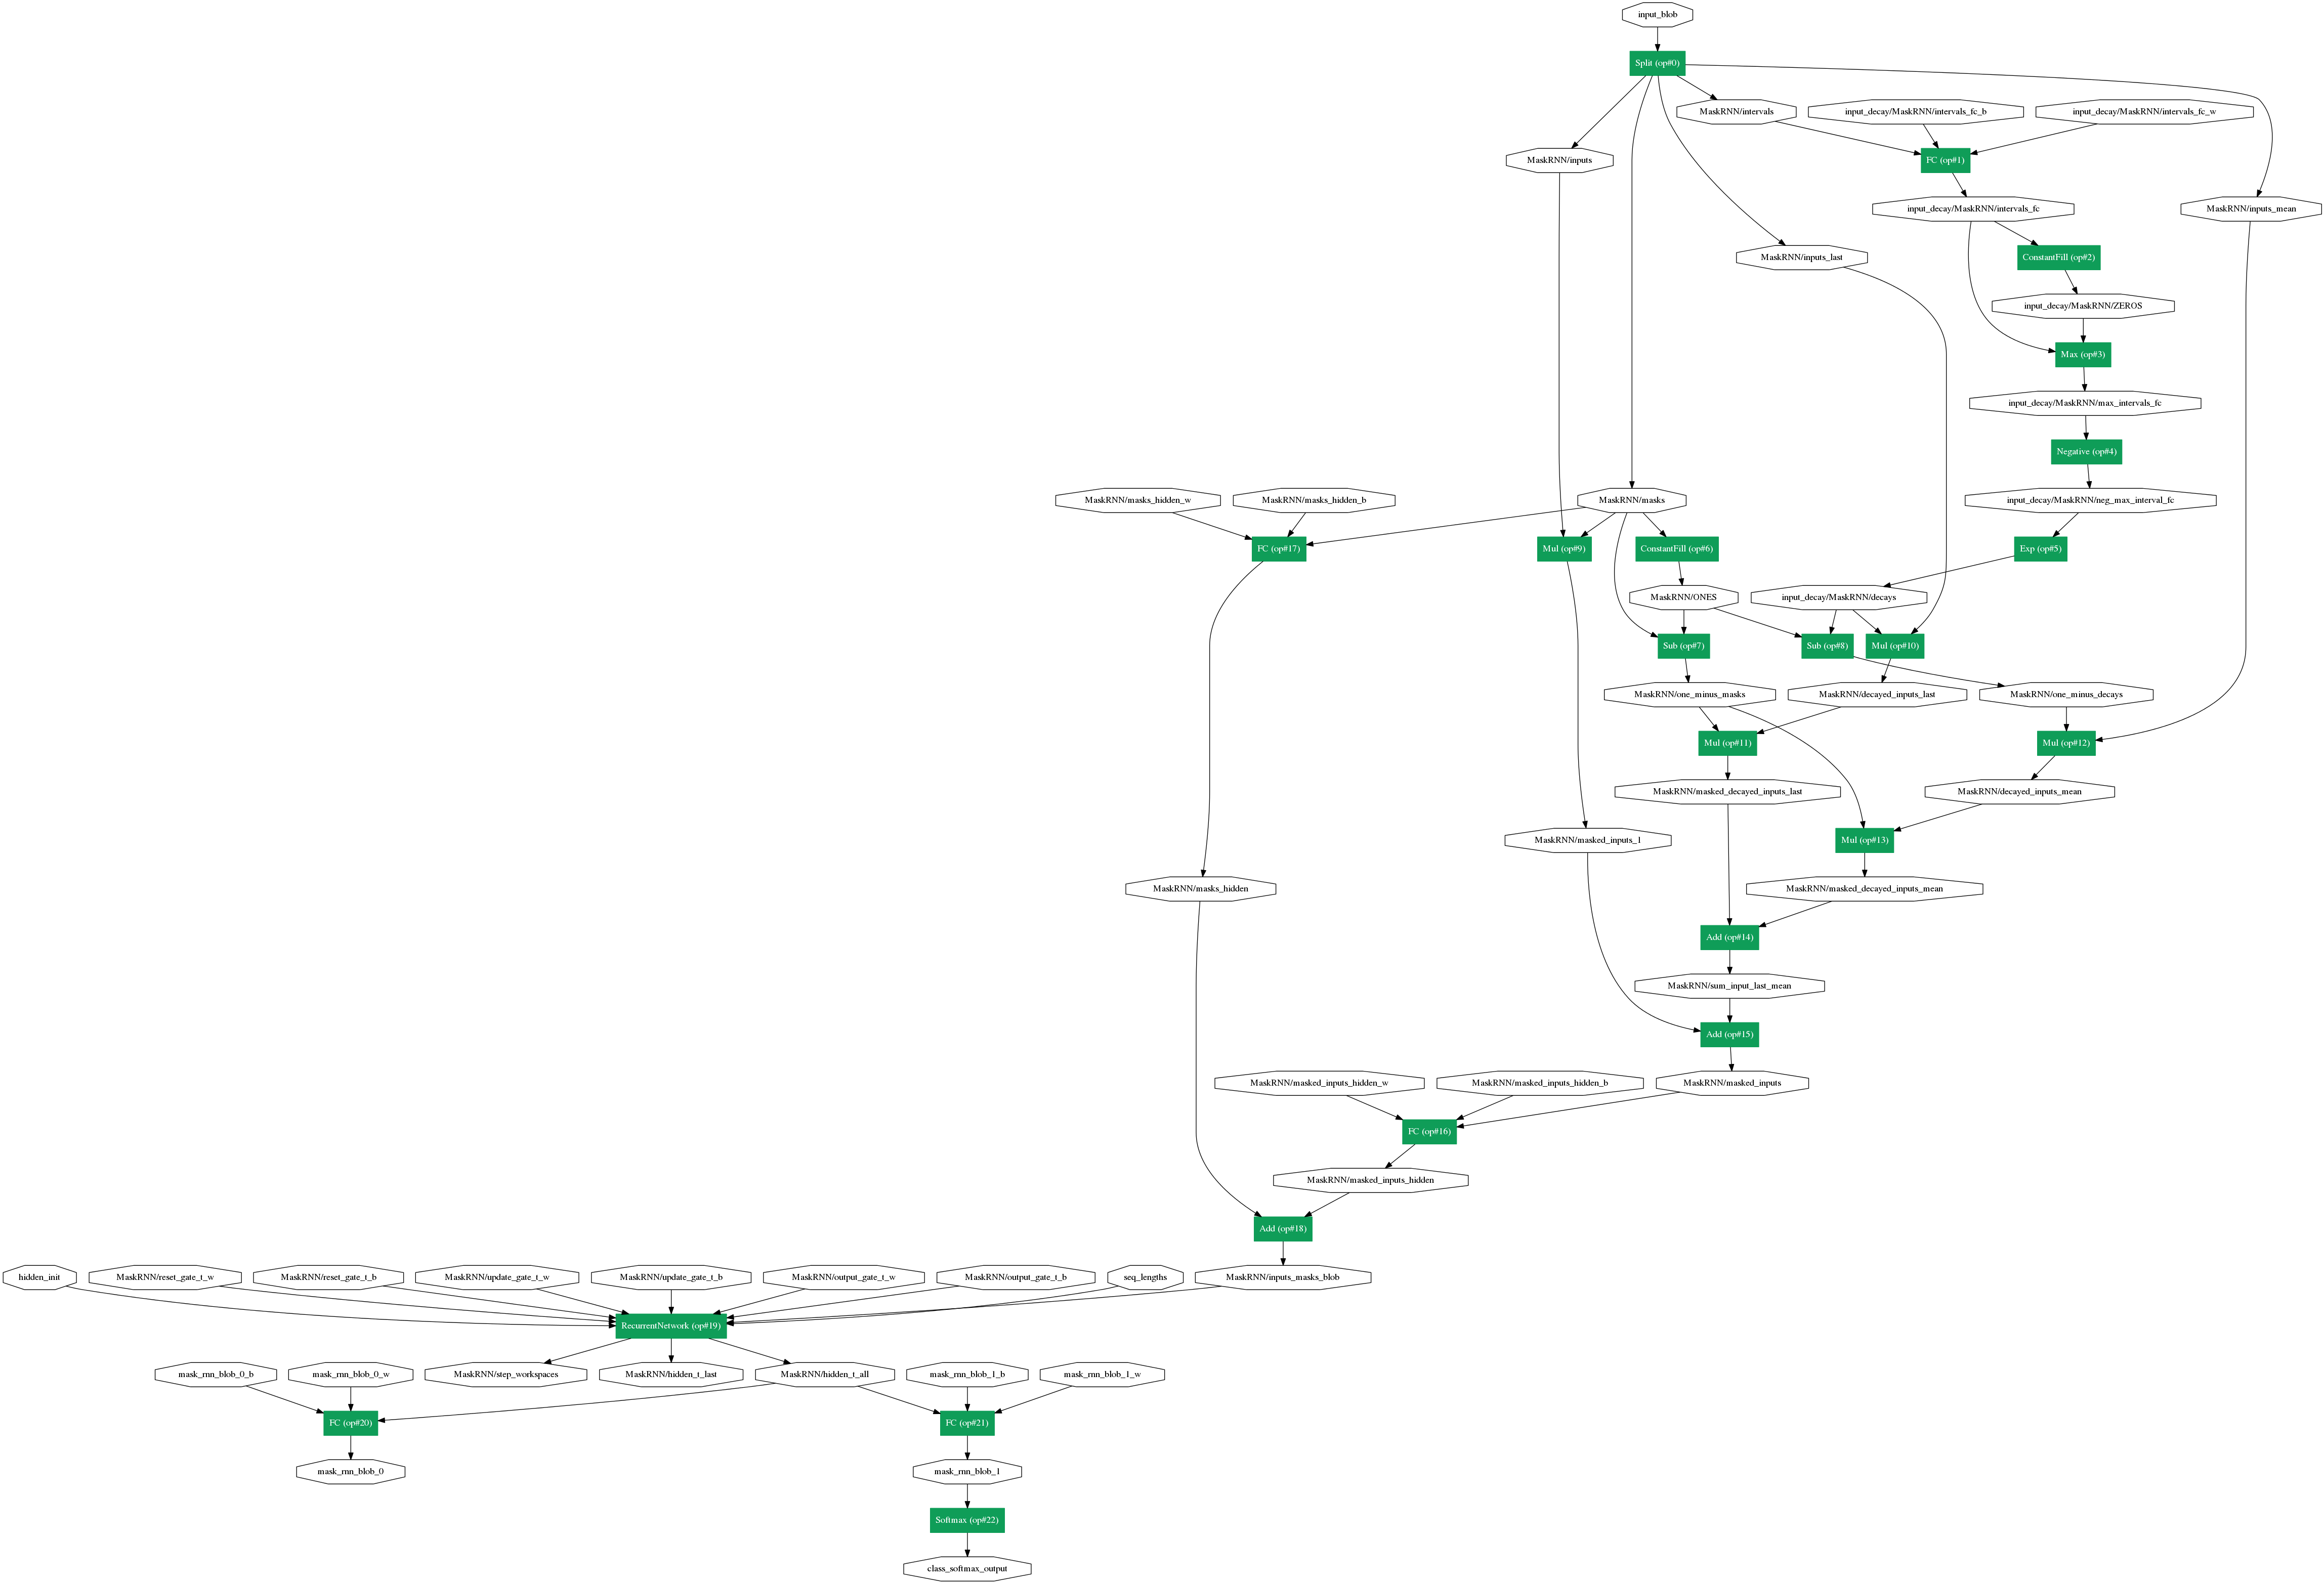 input_blob
Split (op#0)
MaskRNN/intervals
input_decay/MaskRNN/intervals_fc_b
input_decay/MaskRNN/intervals_fc_w
MaskRNN/inputs
FC (op#1)
input_decay/MaskRNN/intervals_fc
MaskRNN/inputs_mean
MaskRNN/inputs_last
ConstantFill (op#2)
input_decay/MaskRNN/ZEROS
Max (op#3)
input_decay/MaskRNN/max_intervals_fc
Negative (op#4)
MaskRNN/masks_hidden_w
MaskRNN/masks_hidden_b
MaskRNN/masks
input_decay/MaskRNN/neg_max_interval_fc
FC (op#17)
Mul (op#9)
ConstantFill (op#6)
Exp (op#5)
MaskRNN/ONES
input_decay/MaskRNN/decays
Sub (op#7)
Sub (op#8)
Mul (op#10)
MaskRNN/one_minus_masks
MaskRNN/decayed_inputs_last
MaskRNN/one_minus_decays
Mul (op#11)
Mul (op#12)
MaskRNN/masked_decayed_inputs_last
MaskRNN/decayed_inputs_mean
MaskRNN/masked_inputs_1
Mul (op#13)
MaskRNN/masks_hidden
MaskRNN/masked_decayed_inputs_mean
Add (op#14)
MaskRNN/sum_input_last_mean
Add (op#15)
MaskRNN/masked_inputs_hidden_w
MaskRNN/masked_inputs_hidden_b
MaskRNN/masked_inputs
FC (op#16)
MaskRNN/masked_inputs_hidden
Add (op#18)
hidden_init
MaskRNN/reset_gate_t_w
MaskRNN/reset_gate_t_b
MaskRNN/update_gate_t_w
MaskRNN/update_gate_t_b
MaskRNN/output_gate_t_w
MaskRNN/output_gate_t_b
seq_lengths
MaskRNN/inputs_masks_blob
RecurrentNetwork (op#19)
mask_rnn_blob_0_b
mask_rnn_blob_0_w
MaskRNN/step_workspaces
MaskRNN/hidden_t_last
MaskRNN/hidden_t_all
mask_rnn_blob_1_b
mask_rnn_blob_1_w
FC (op#20)
FC (op#21)
mask_rnn_blob_0
mask_rnn_blob_1
Softmax (op#22)
class_softmax_output